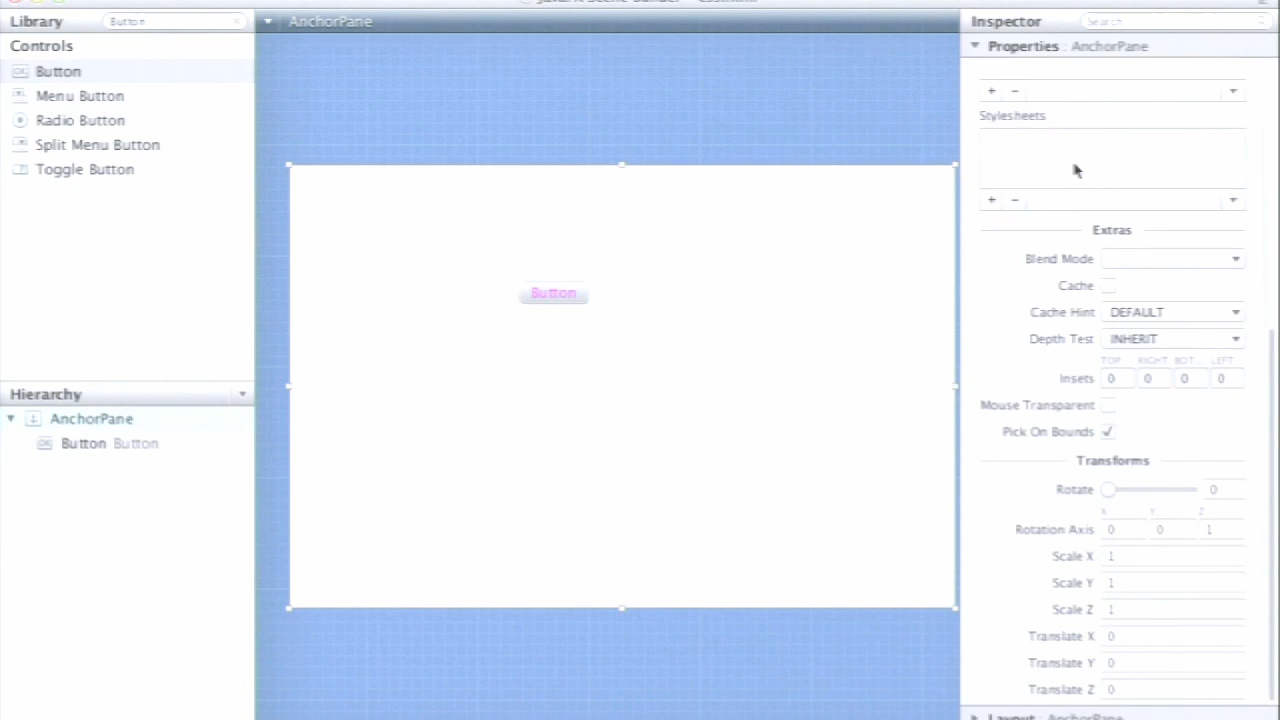 Library Button
AnchorPane
Inspector Search
Controls
Properties : AnchorPane
Button
Menu Button
Radio Button
Split Menu Button
Toggle Button
+ −
Stylesheets
+ −
Extras
Blend Mode
Cache
Cache Hint DEFAULT
Depth Test INHERIT
TOP RIGHT BOT... LEFT
Insets 0 0 0 0
Mouse Transparent
Pick On Bounds
Transforms
Rotate 0
X Y Z
Rotation Axis 0 0 1
Scale X 1
Scale Y 1
Scale Z 1
Translate X 0
Translate Y 0
Translate Z 0
Layout : AnchorPane
Button
Hierarchy
AnchorPane
Button Button